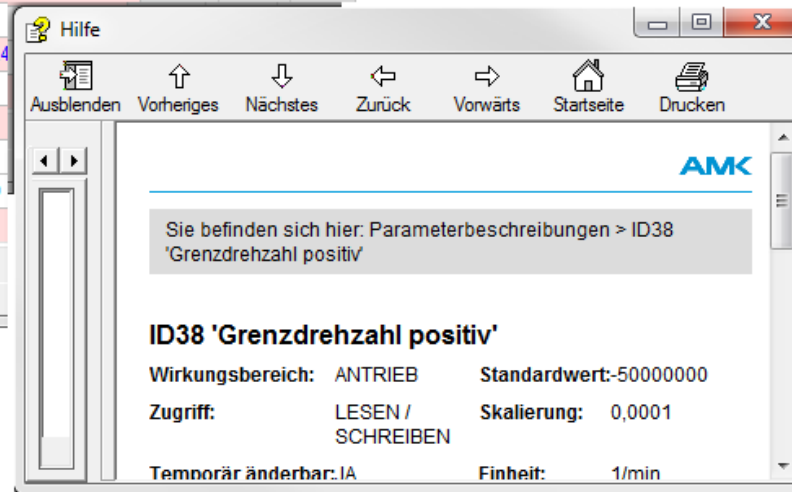 4
Hilfe
Ausblenden Vorheriges Nächstes Zurück Vorwärts Startseite Drucken
AMK
Sie befinden sich hier: Parameterbeschreibungen > ID38
'Grenzdrehzahl positiv'
ID38 'Grenzdrehzahl positiv'
Wirkungsbereich: ANTRIEB Standardwert:-50000000
Zugriff: LESEN / Skalierung: 0,0001
SCHREIBEN
Temporär änderbar:JA Einheit: 1/min